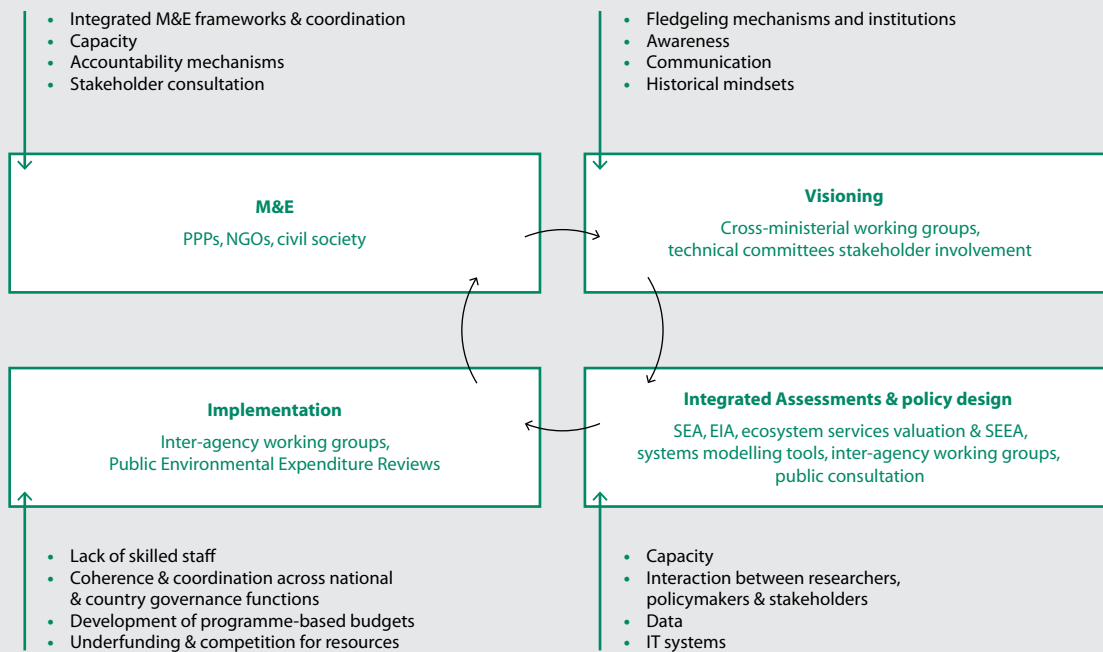 • Integrated M&E frameworks & coordination
• Capacity
• Accountability mechanisms
• Stakeholder consultation
• Fledgeling mechanisms and institutions
• Awareness
• Communication
• Historical mindsets
M&E
PPPs, NGOs, civil society
Visioning
Cross-ministerial working groups,
technical committees stakeholder involvement
Implementation
Inter-agency working groups,
Public Environmental Expenditure Reviews
Integrated Assessments & policy design
SEA, EIA, ecosystem services valuation & SEEA,
systems modelling tools, inter-agency working groups,
public consultation
• Lack of skilled staff
• Coherence & coordination across national
& country governance functions
• Development of programme-based budgets
• Underfunding & competition for resources
• Capacity
• Interaction between researchers,
policymakers & stakeholders
• Data
• IT systems